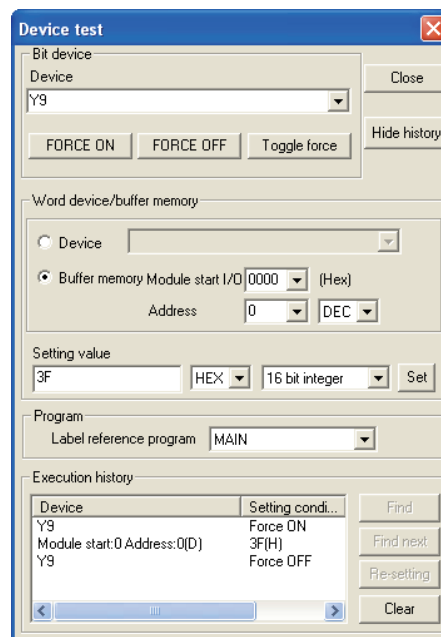 Device test
Bit device
Device
Close
Y9
FORCE ON FORCE OFF Toggle force
Hide history
Word device/buffer memory
Device
Buffer memory Module start I/O 0000 (Hex)
Address 0 DEC
Setting value
3F HEX 16 bit integer Set
Program
Label reference program MAIN
Execution history
Device Setting condi...
Y9 Force ON
Module start:0 Address:0(D) 3F(H)
Y9 Force OFF
Find
Find next
Re-setting
Clear